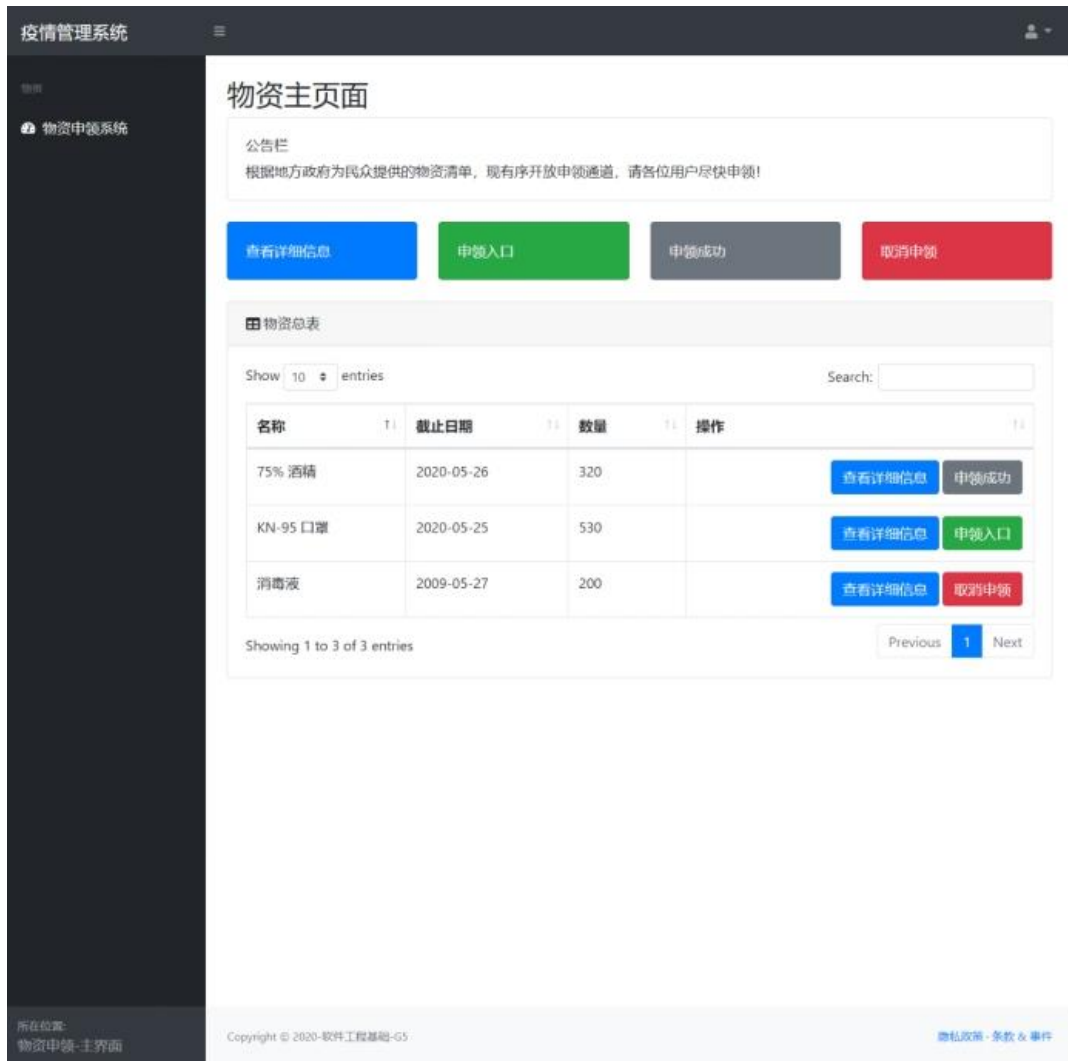 疫情管理系统
物资
物资申领系统
物资主页面
公告栏
根据地方政府为民众提供的物资清单，现有序开放申领通道，请各位用户尽快申领！
查看详细信息 申领入口 申领成功 取消申领
物资总表
Show 10 entries Search:
名称 截止日期 数量 操作
75% 酒精 2020-05-26 320 查看详细信息 申领成功
KN-95 口罩 2020-05-25 530 查看详细信息 申领入口
消毒液 2009-05-27 200 查看详细信息 取消申领
Showing 1 to 3 of 3 entries Previous 1 Next
所在位置:
物资申领-主界面
Copyright © 2020-软件工程基础-G5 隐私政策 - 条款 & 事件